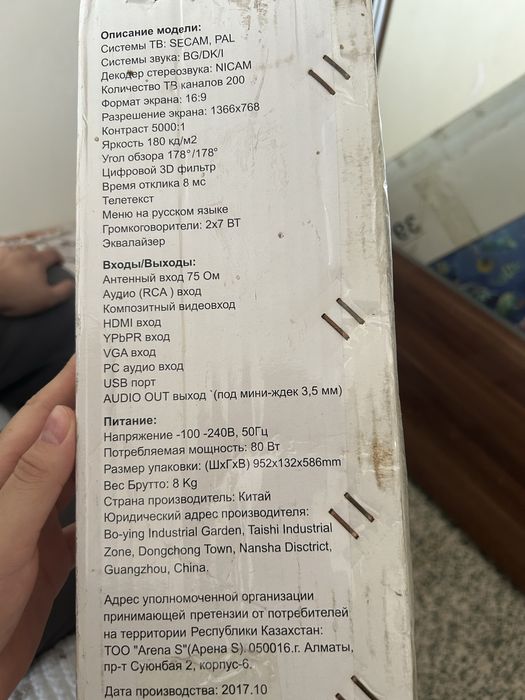 Описание модели:
Системы ТВ: SECAM, PAL
Системы звука: BG/DK/I
Декодер стереозвука: NICAM
Количество ТВ каналов 200
Формат экрана: 16:9
Разрешение экрана: 1366x768
Контраст 5000:1
Яркость 180 кд/м2
Угол обзора 178°/178°
Цифровой 3D фильтр
Время отклика 8 мс
Телетекст
Меню на русском языке
Громкоговорители: 2x7 ВТ
Эквалайзер
Входы/Выходы:
Антенный вход 75 Ом
Аудио (RCA ) вход
Композитный видеовход
HDMI вход
YPbPR вход
VGA вход
PC аудио вход
USB порт
AUDIO OUT выход `(под мини-ждек 3,5 мм)
Питание:
Напряжение -100 -240В, 50Гц
Потребляемая мощность: 80 Вт
Размер упаковки: (ШxГxВ) 952x132x586mm
Вес Брутто: 8 Kg
Страна производитель: Китай
Юридический адрес производителя:
Bo-ying Industrial Garden, Taishi Industrial
Zone, Dongchong Town, Nansha Disctrict,
Guangzhou, China.
Адрес уполномоченной организации
принимающей претензии от потребителей
на территории Республики Казахстан:
ТОО "Arena S"(Арена S). 050016.г. Алматы,
пр-т Суюнбая 2, корпус-6.
Дата производства: 2017.10
38